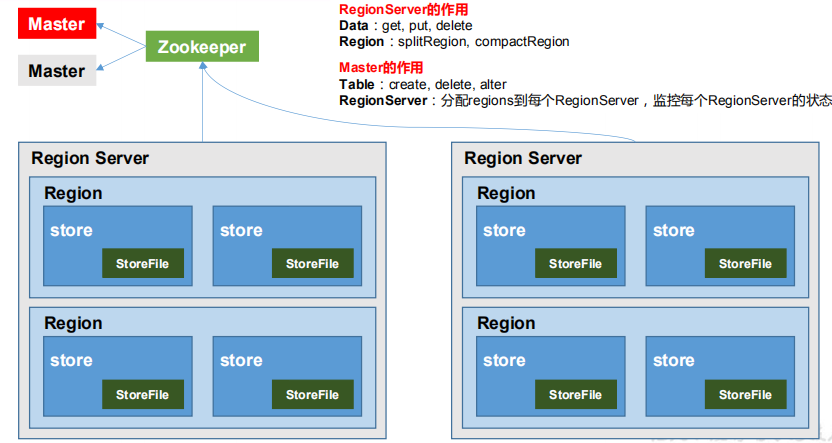 Master
Master
Zookeeper
RegionServer的作用
Data：get, put, delete
Region：splitRegion, compactRegion
Master的作用
Table：create, delete, alter
RegionServer：分配regions到每个RegionServer，监控每个RegionServer的状态
Region Server
Region
store
StoreFile
store
StoreFile
Region
store
StoreFile
store
StoreFile
Region Server
Region
store
StoreFile
store
StoreFile
Region
store
StoreFile
store
StoreFile